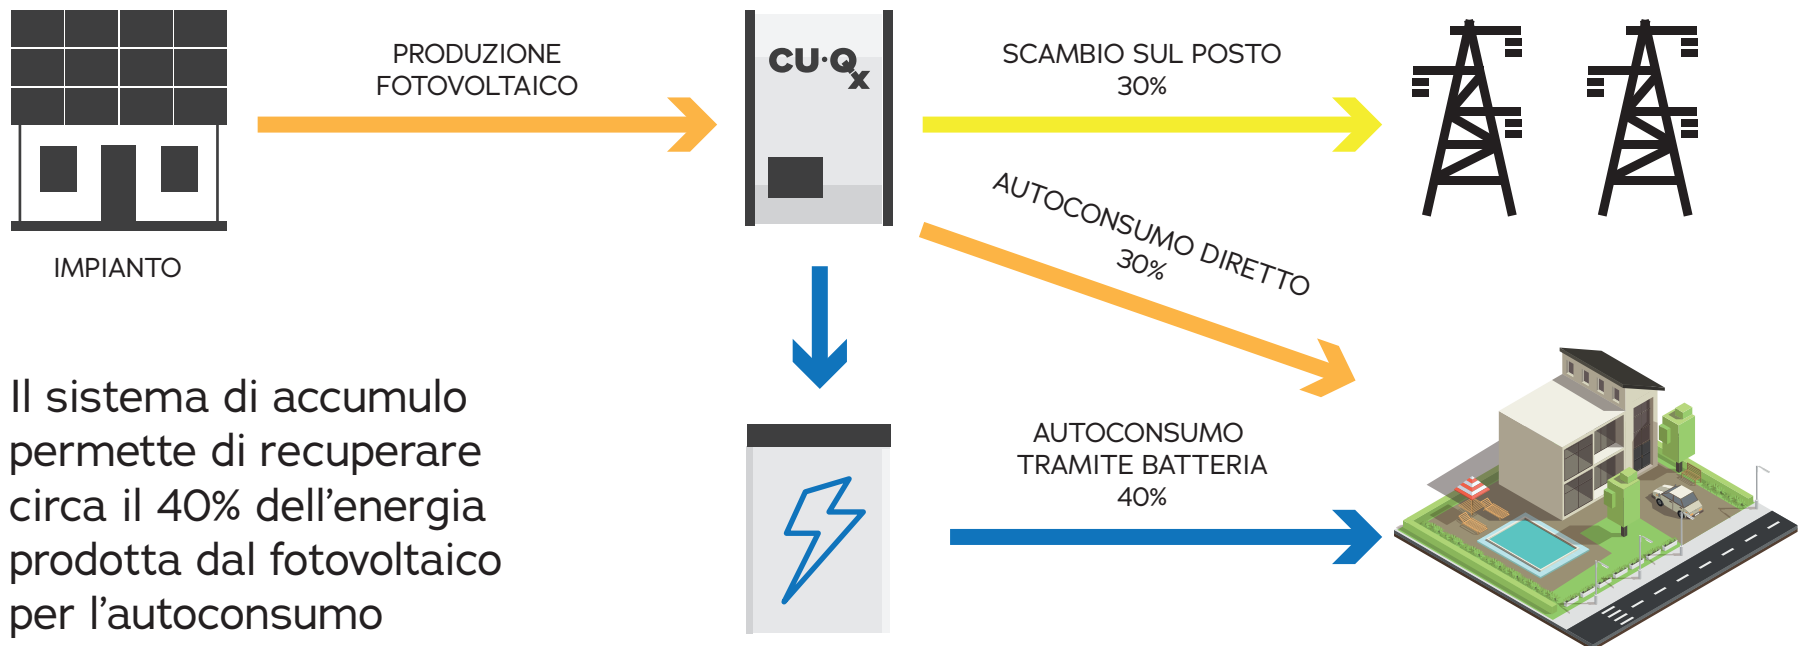 PRODUZIONE
FOTOVOLTAICO
CU·Qx
SCAMBIO SUL POSTO
30%
AUTOCONSUMO DIRETTO
30%
IMPIANTO
Il sistema di accumulo
permette di recuperare
circa il 40% dell’energia
prodotta dal fotovoltaico
per l’autoconsumo
AUTOCONSUMO
TRAMITE BATTERIA
40%